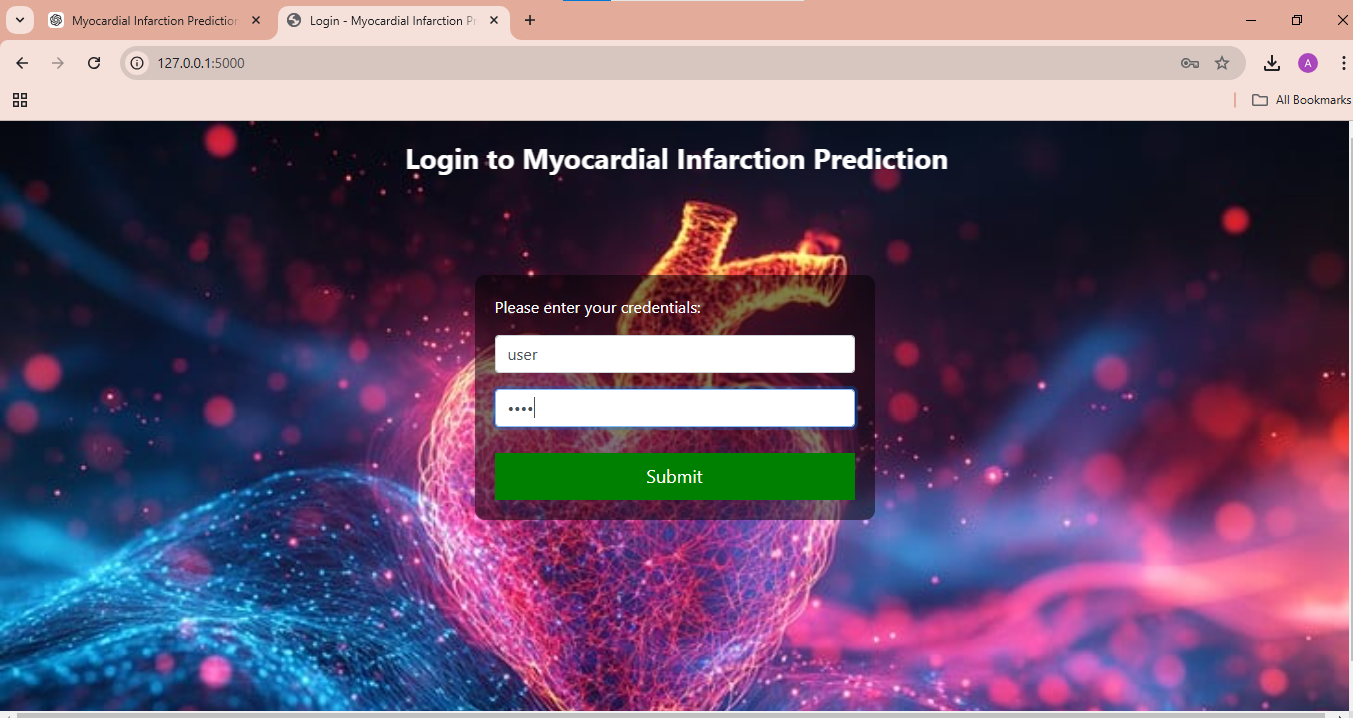 Myocardial Infarction Prediction
Login - Myocardial Infarction Pr
127.0.0.1:5000
A
All Bookmarks
Login to Myocardial Infarction Prediction
Please enter your credentials:
user
••••
Submit